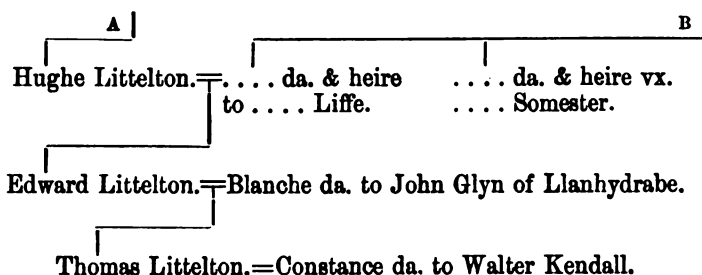 A B
Hughe Littelton.=. . . . da. & heire . . . . da. & heire vx.
to . . . . Liffe. . . . . Somester.
Edward Littelton.=Blanche da. to John Glyn of Llanhydrabe.
Thomas Littelton.=Constance da. to Walter Kendall.